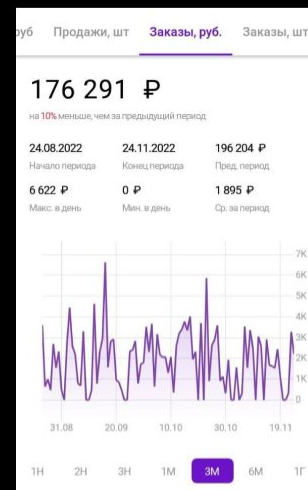 руб Продажи, шт Заказы, руб. Заказы, шт
176 291 ₽
на 10% меньше, чем за предыдущий период
24.08.2022 24.11.2022 196 204 ₽
Начало периода Конец периода Пред. период
6 622 ₽ 0 ₽ 1 895 ₽
Макс. в день Мин. в день Ср. за период
7K
6K
5K
4K
3K
2K
1K
0
31.08 20.09 10.10 30.10 19.11
1Н 2Н 3Н 1М 3М 6М 1Г